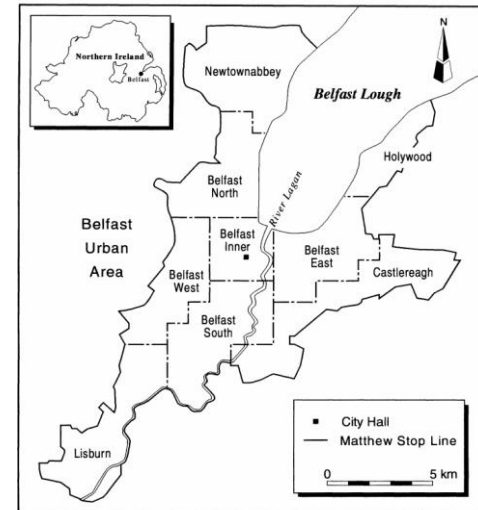 N
Northern Ireland
Belfast
Newtownabbey
Belfast Lough
Holywood
Belfast
North
River Lagan
Belfast
Urban
Area
Belfast
Inner
Belfast
East
Castlereagh
Belfast
West
Belfast
South
Lisburn
City Hall
Matthew Stop Line
0 5 km